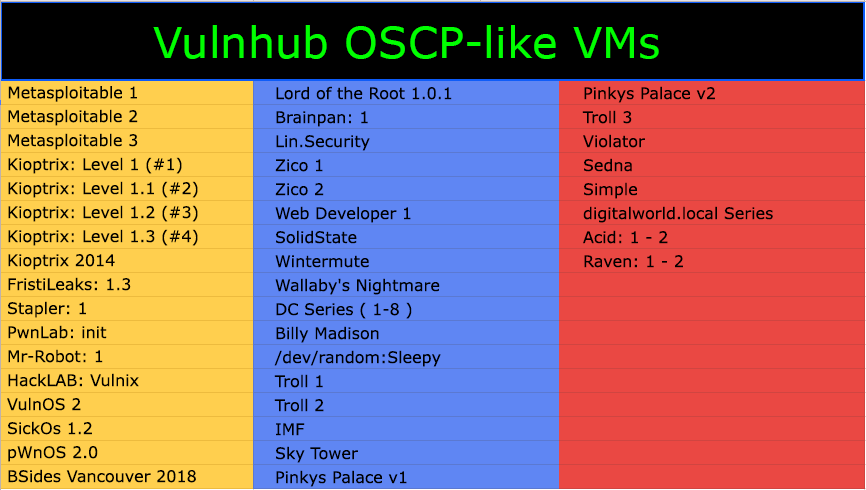 Vulnhub OSCP-like VMs
Metasploitable 1
Metasploitable 2
Metasploitable 3
Kioptrix: Level 1 (#1)
Kioptrix: Level 1.1 (#2)
Kioptrix: Level 1.2 (#3)
Kioptrix: Level 1.3 (#4)
Kioptrix 2014
FristiLeaks: 1.3
Stapler: 1
PwnLab: init
Mr-Robot: 1
HackLAB: Vulnix
VulnOS 2
SickOs 1.2
pWnOS 2.0
BSides Vancouver 2018
Lord of the Root 1.0.1
Brainpan: 1
Lin.Security
Zico 1
Zico 2
Web Developer 1
SolidState
Wintermute
Wallaby's Nightmare
DC Series ( 1-8 )
Billy Madison
/dev/random:Sleepy
Troll 1
Troll 2
IMF
Sky Tower
Pinkys Palace v1
Pinkys Palace v2
Troll 3
Violator
Sedna
Simple
digitalworld.local Series
Acid: 1 - 2
Raven: 1 - 2